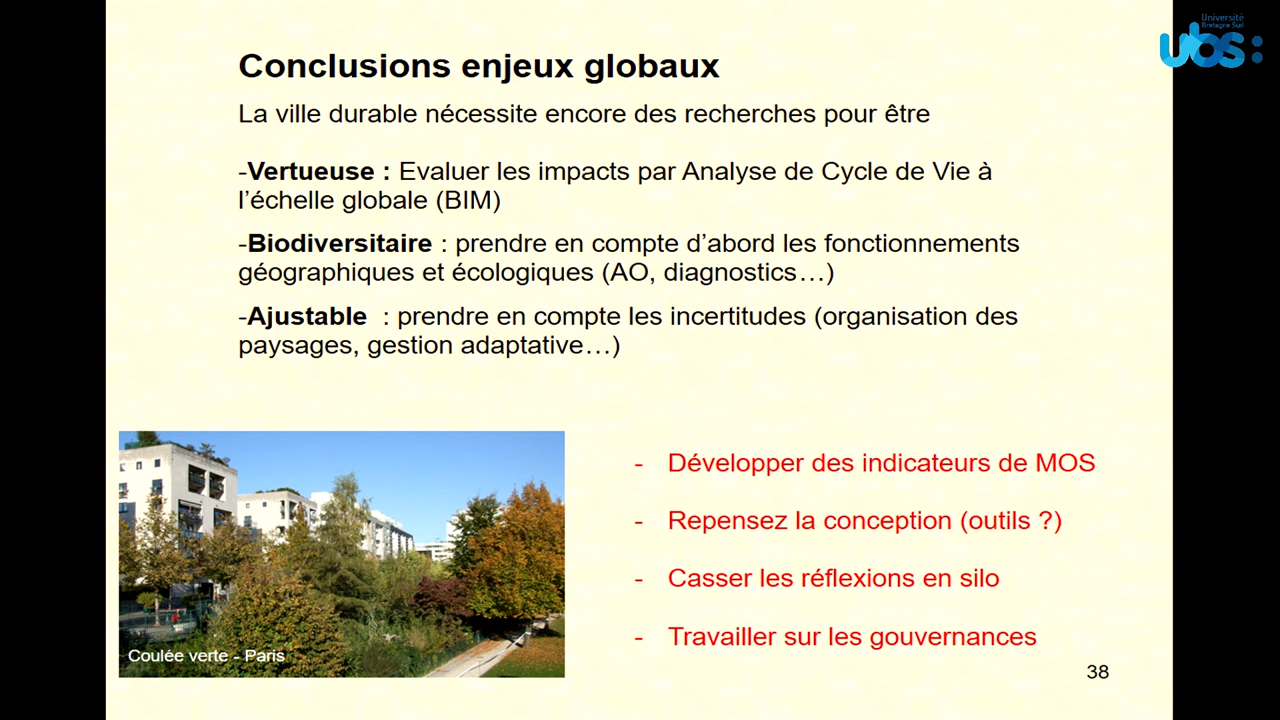 Université
Bretagne Sud
ubs:
Conclusions enjeux globaux
La ville durable nécessite encore des recherches pour être
-Vertueuse : Evaluer les impacts par Analyse de Cycle de Vie à
l’échelle globale (BIM)
-Biodiversitaire : prendre en compte d’abord les fonctionnements
géographiques et écologiques (AO, diagnostics…)
-Ajustable : prendre en compte les incertitudes (organisation des
paysages, gestion adaptative…)
- Développer des indicateurs de MOS
- Repensez la conception (outils ?)
- Casser les réflexions en silo
- Travailler sur les gouvernances
Coulée verte - Paris
38